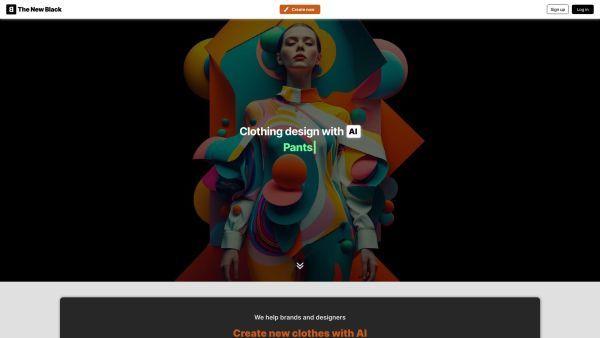 B The New Black
Create now
Sign up
Log in
Clothing design with AI
Pants
We help brands and designers
Create new clothes with AI